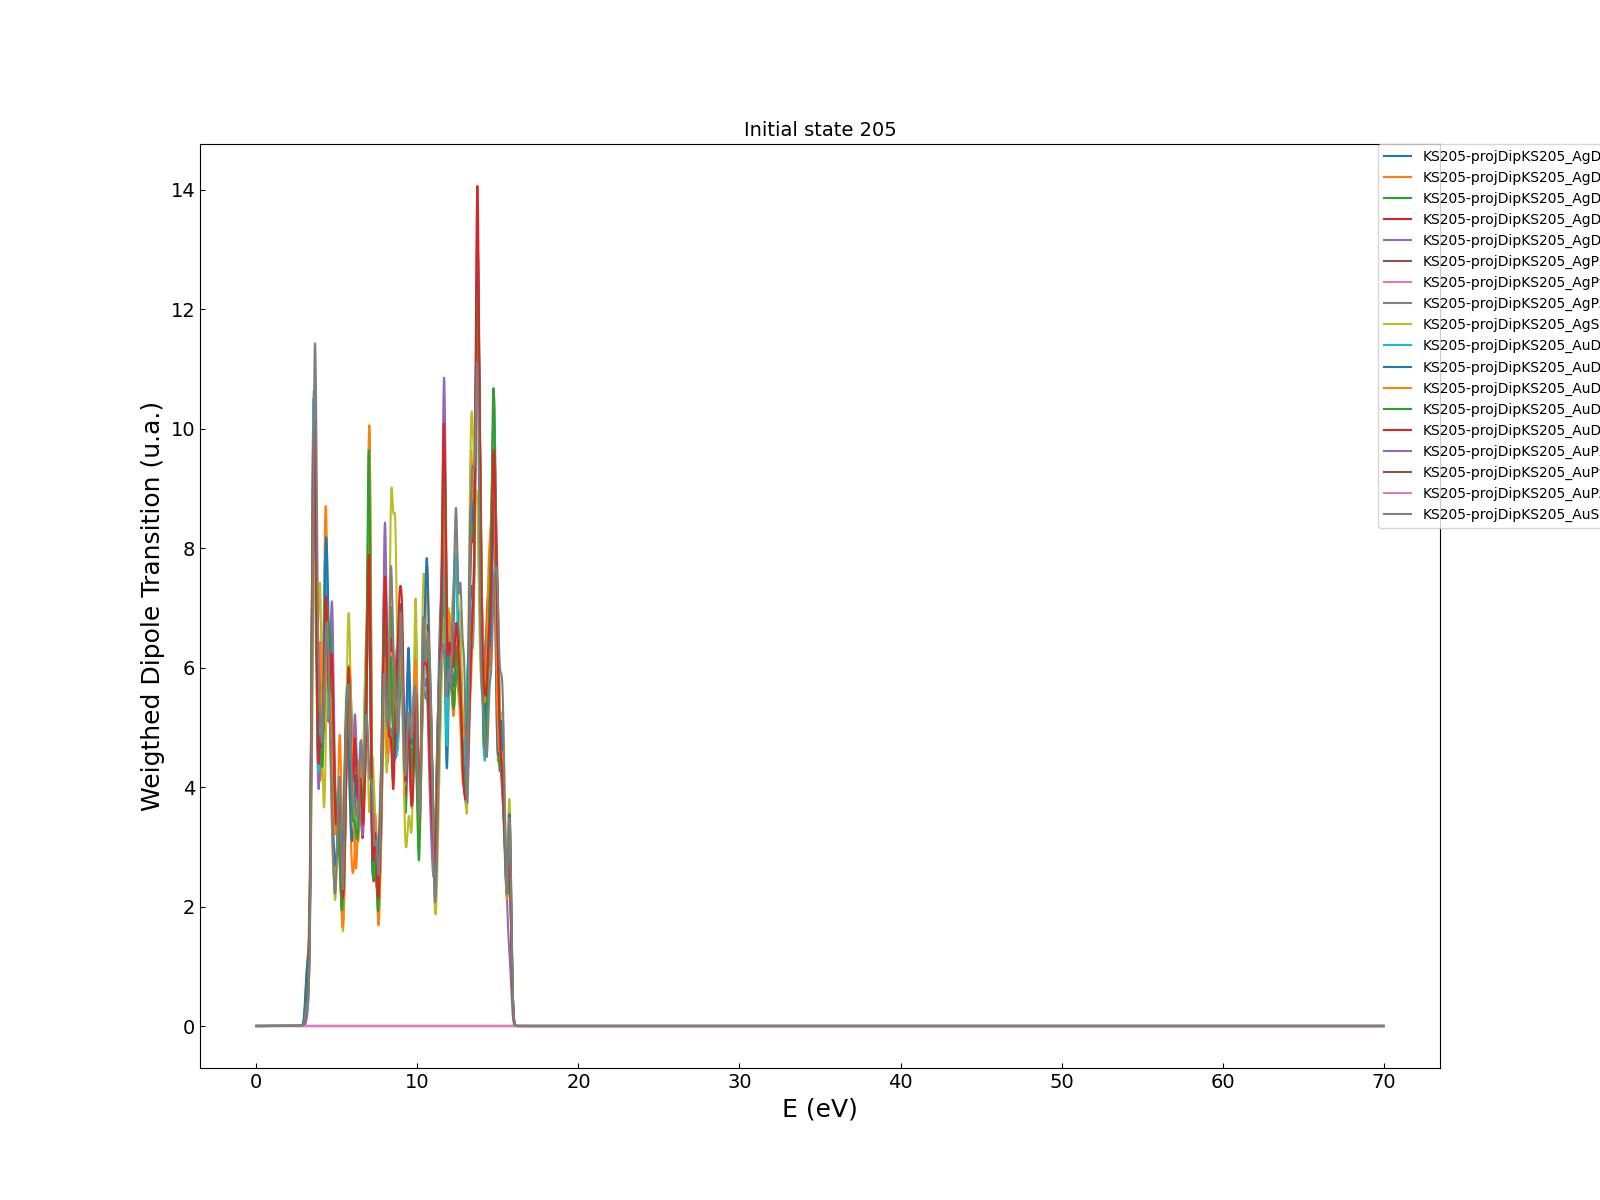 Initial state 205
Weigthed Dipole Transition (u.a.)
14
12
10
8
6
4
2
0
0 10 20 30 40 50 60 70
E (eV)
KS205-projDipKS205_AgD
KS205-projDipKS205_AgD
KS205-projDipKS205_AgD
KS205-projDipKS205_AgD
KS205-projDipKS205_AgD
KS205-projDipKS205_AgP
KS205-projDipKS205_AgP
KS205-projDipKS205_AgP
KS205-projDipKS205_AgS
KS205-projDipKS205_AuD
KS205-projDipKS205_AuD
KS205-projDipKS205_AuD
KS205-projDipKS205_AuD
KS205-projDipKS205_AuD
KS205-projDipKS205_AuP
KS205-projDipKS205_AuP
KS205-projDipKS205_AuP
KS205-projDipKS205_AuS